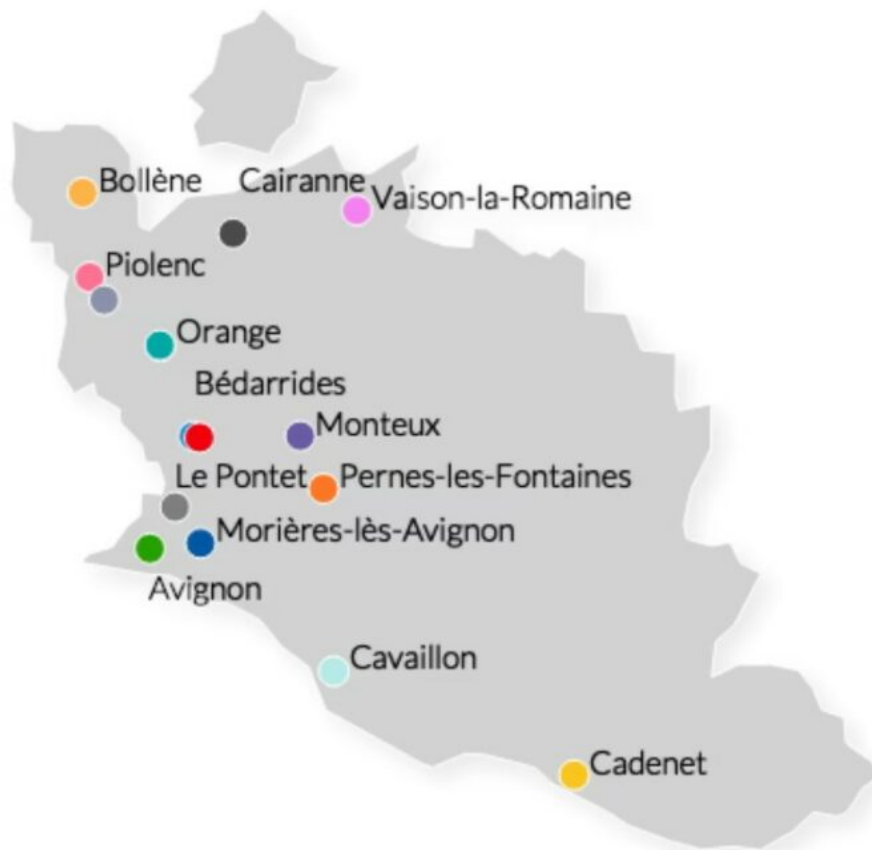 Bollène
Cairanne
Vaison-la-Romaine
Piolenc
Orange
Bédarrides
Monteux
Le Pontet
Pernes-les-Fontaines
Morières-lès-Avignon
Avignon
Cavaillon
Cadenet